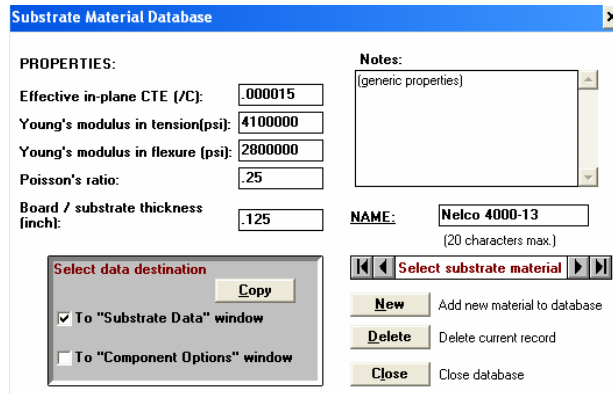 Substrate Material Database
PROPERTIES:
Effective in-plane CTE (/C): .000015
Young's modulus in tension(psi): 4100000
Young's modulus in flexure (psi): 2800000
Poisson's ratio: .25
Board / substrate thickness
(inch): .125
Notes:
(generic properties)
NAME: Nelco 4000-13
(20 characters max.)
Select data destination
Copy
To "Substrate Data" window
To "Component Options" window
Select substrate material
New Add new material to database
Delete Delete current record
Close Close database